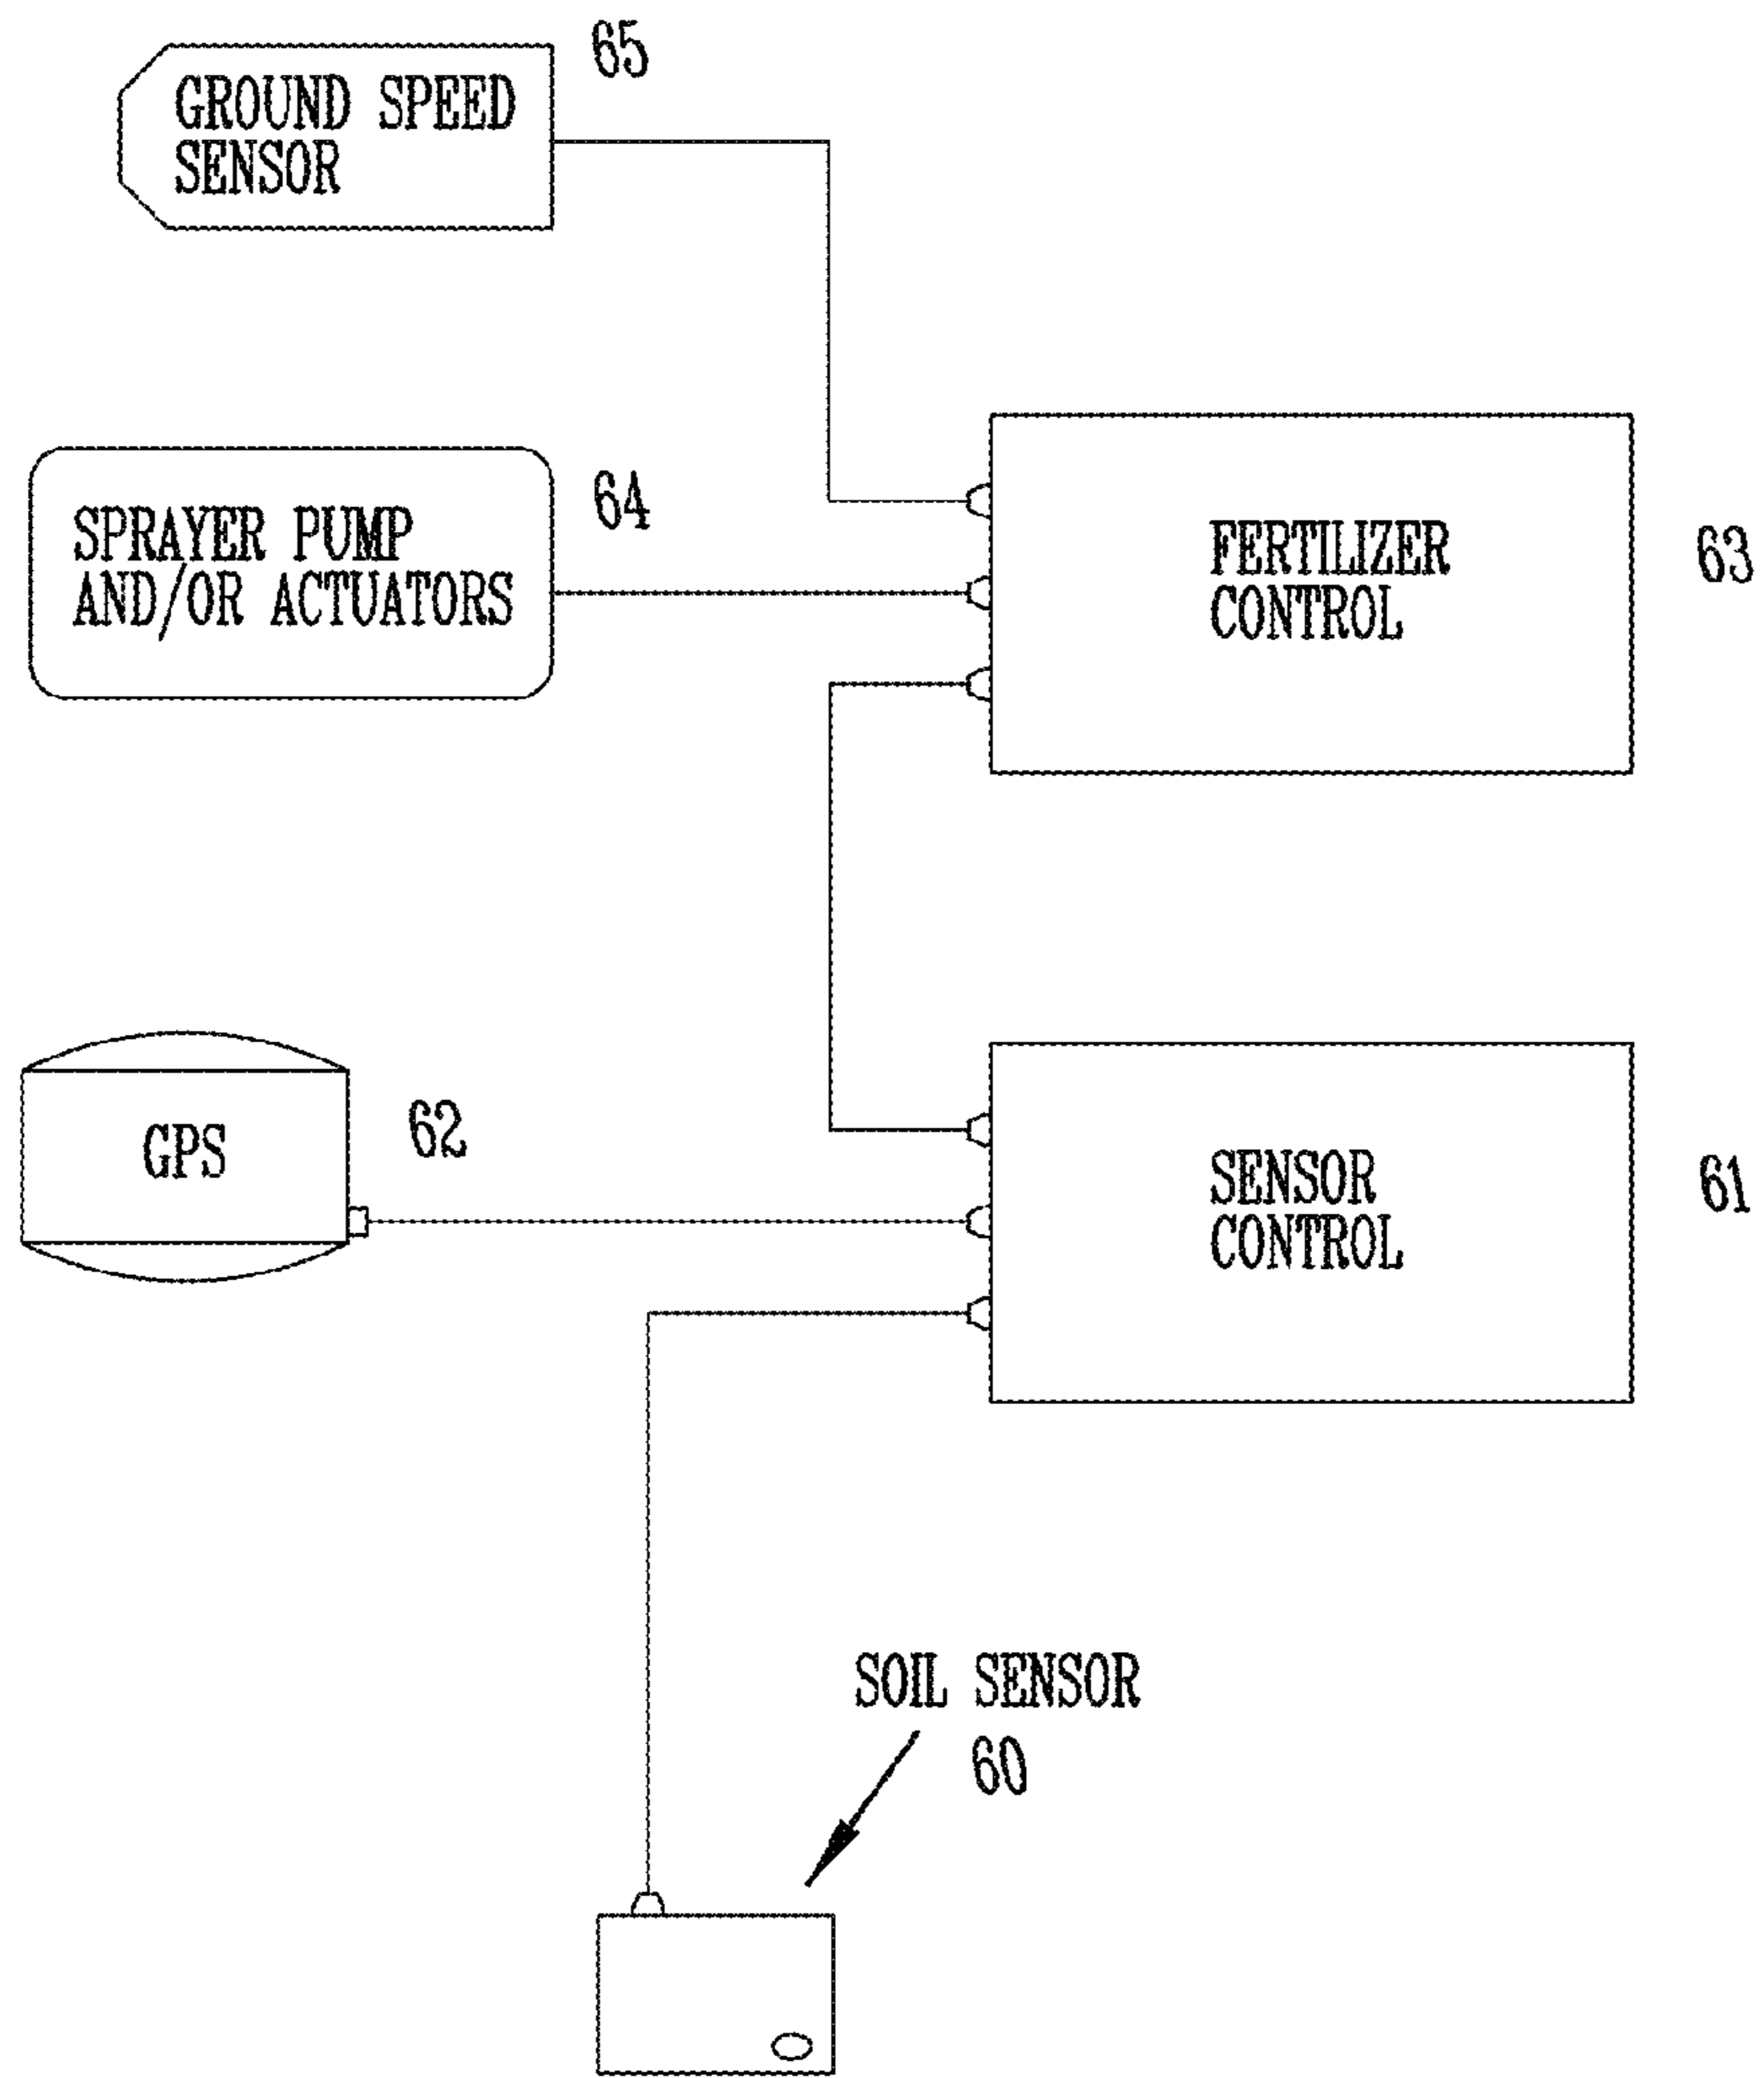 65
GROUND SPEED
SENSOR
64
SPRAYER PUMP
AND/OR ACTUATORS
FERTILIZER
CONTROL
63
GPS
62
SENSOR
CONTROL
61
SOIL SENSOR
60